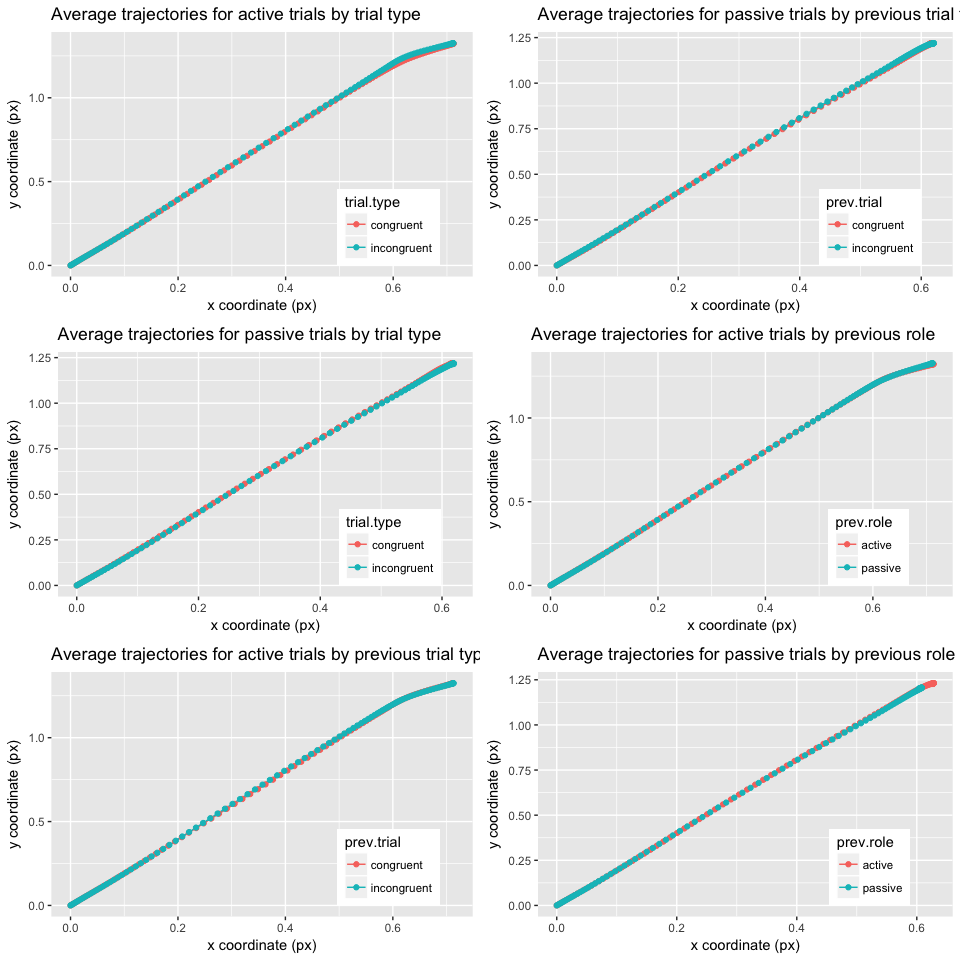 Average trajectories for active trials by trial type
y coordinate (px)
1.0
0.5
0.0
trial.type
congruent
incongruent
0.0 0.2 0.4 0.6
x coordinate (px)
Average trajectories for passive trials by previous trial
y coordinate (px)
1.25
1.00
0.75
0.50
0.25
0.00
prev.trial
congruent
incongruent
0.0 0.2 0.4 0.6
x coordinate (px)
Average trajectories for passive trials by trial type
y coordinate (px)
1.25
1.00
0.75
0.50
0.25
0.00
trial.type
congruent
incongruent
0.0 0.2 0.4 0.6
x coordinate (px)
Average trajectories for active trials by previous role
y coordinate (px)
1.0
0.5
0.0
prev.role
active
passive
0.0 0.2 0.4 0.6
x coordinate (px)
Average trajectories for active trials by previous trial typ
y coordinate (px)
1.0
0.5
0.0
prev.trial
congruent
incongruent
0.0 0.2 0.4 0.6
x coordinate (px)
Average trajectories for passive trials by previous role
y coordinate (px)
1.25
1.00
0.75
0.50
0.25
0.00
prev.role
active
passive
0.0 0.2 0.4 0.6
x coordinate (px)